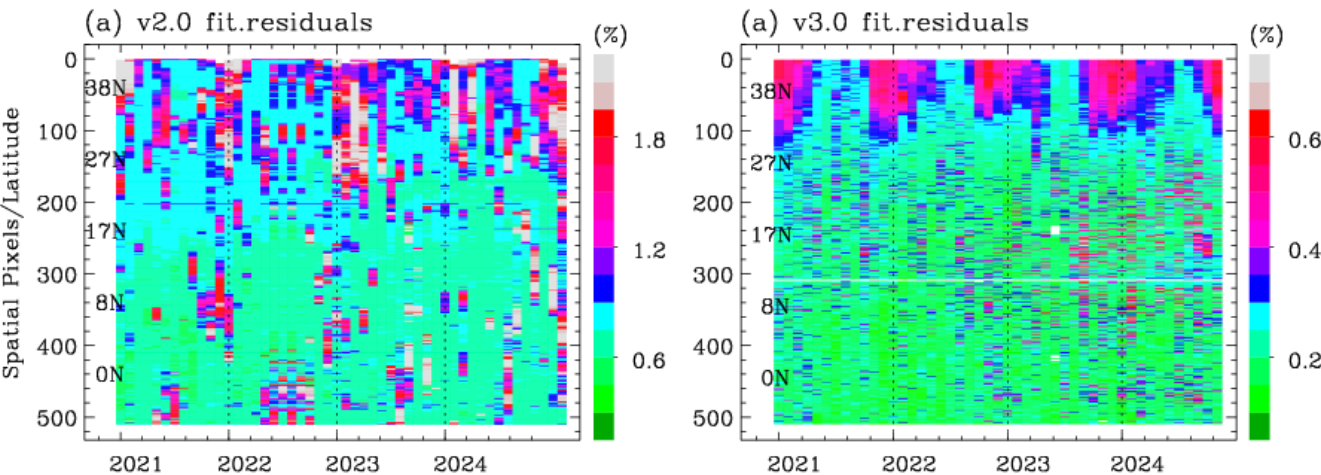 (a) v2.0 fit.residuals
(%)
Spatial Pixels/Latitude
0
38N
100
27N
200
17N
300
8N
400
0N
500
2021 2022 2023 2024
1.8
1.2
0.6
(a) v3.0 fit.residuals
(%)
0
38N
100
27N
200
17N
300
8N
400
0N
500
2021 2022 2023 2024
0.6
0.4
0.2